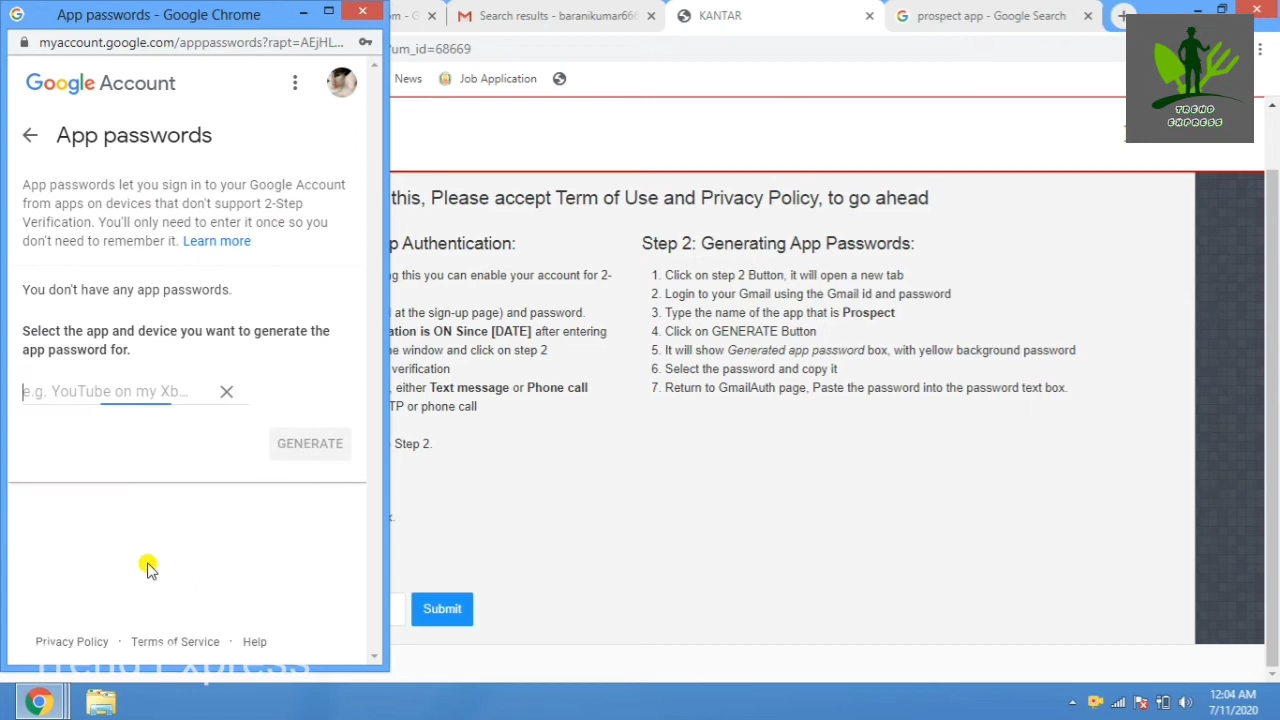 App passwords - Google Chrome
myaccount.google.com/apppasswords?rapt=AEjHL...
Google Account
App passwords
App passwords let you sign in to your Google Account
from apps on devices that don't support 2-Step
Verification. You'll only need to enter it once so you
don't need to remember it. Learn more
You don't have any app passwords.
Select the app and device you want to generate the
app password for.
e.g. YouTube on my Xb...
GENERATE
Privacy Policy · Terms of Service · Help
Trend Express
om - G
Search results - baranikumar666
KANTAR
prospect app - Google Search
?um_id=68669
News
Job Application
TREND
EXPRESS
this, Please accept Term of Use and Privacy Policy, to go ahead
p Authentication:
ng this you can enable your account for 2-
l at the sign-up page) and password.
ation is ON Since [DATE] after entering
he window and click on step 2
verification
, either Text message or Phone call
TP or phone call
Step 2.
Step 2: Generating App Passwords:
1. Click on step 2 Button, it will open a new tab
2. Login to your Gmail using the Gmail id and password
3. Type the name of the app that is Prospect
4. Click on GENERATE Button
5. It will show Generated app password box, with yellow background password
6. Select the password and copy it
7. Return to GmailAuth page, Paste the password into the password text box.
Submit
12:04 AM
7/11/2020